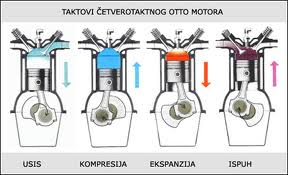 TAKTOVI ČETVEROTAKTNOG OTTO MOTORA
USIS KOMPRESIJA EKSPANZIJA ISPUH